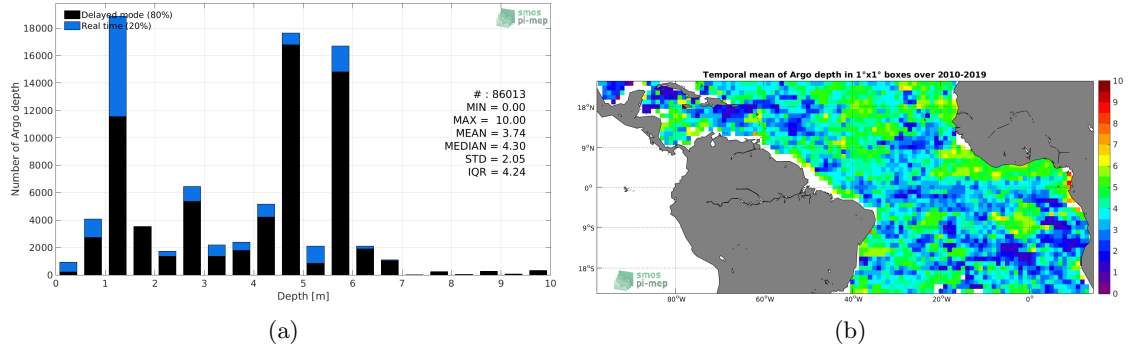 Delayed mode (80%)
Real time (20%)
smos
pi-mep
18000
16000
14000
12000
10000
8000
6000
4000
2000
0
Number of Argo depth
# : 86013
MIN = 0.00
MAX = 10.00
MEAN = 3.74
MEDIAN = 4.30
STD = 2.05
IQR = 4.24
0 1 2 3 4 5 6 7 8 9 10
Depth [m]
(a)
Temporal mean of Argo depth in 1°x1° boxes over 2010-2019
18°N
9°N
0°
9°S
18°S
80°W 60°W 40°W 20°W 0°
smos
pi-mep
10
9
8
7
6
5
4
3
2
1
0
(b)